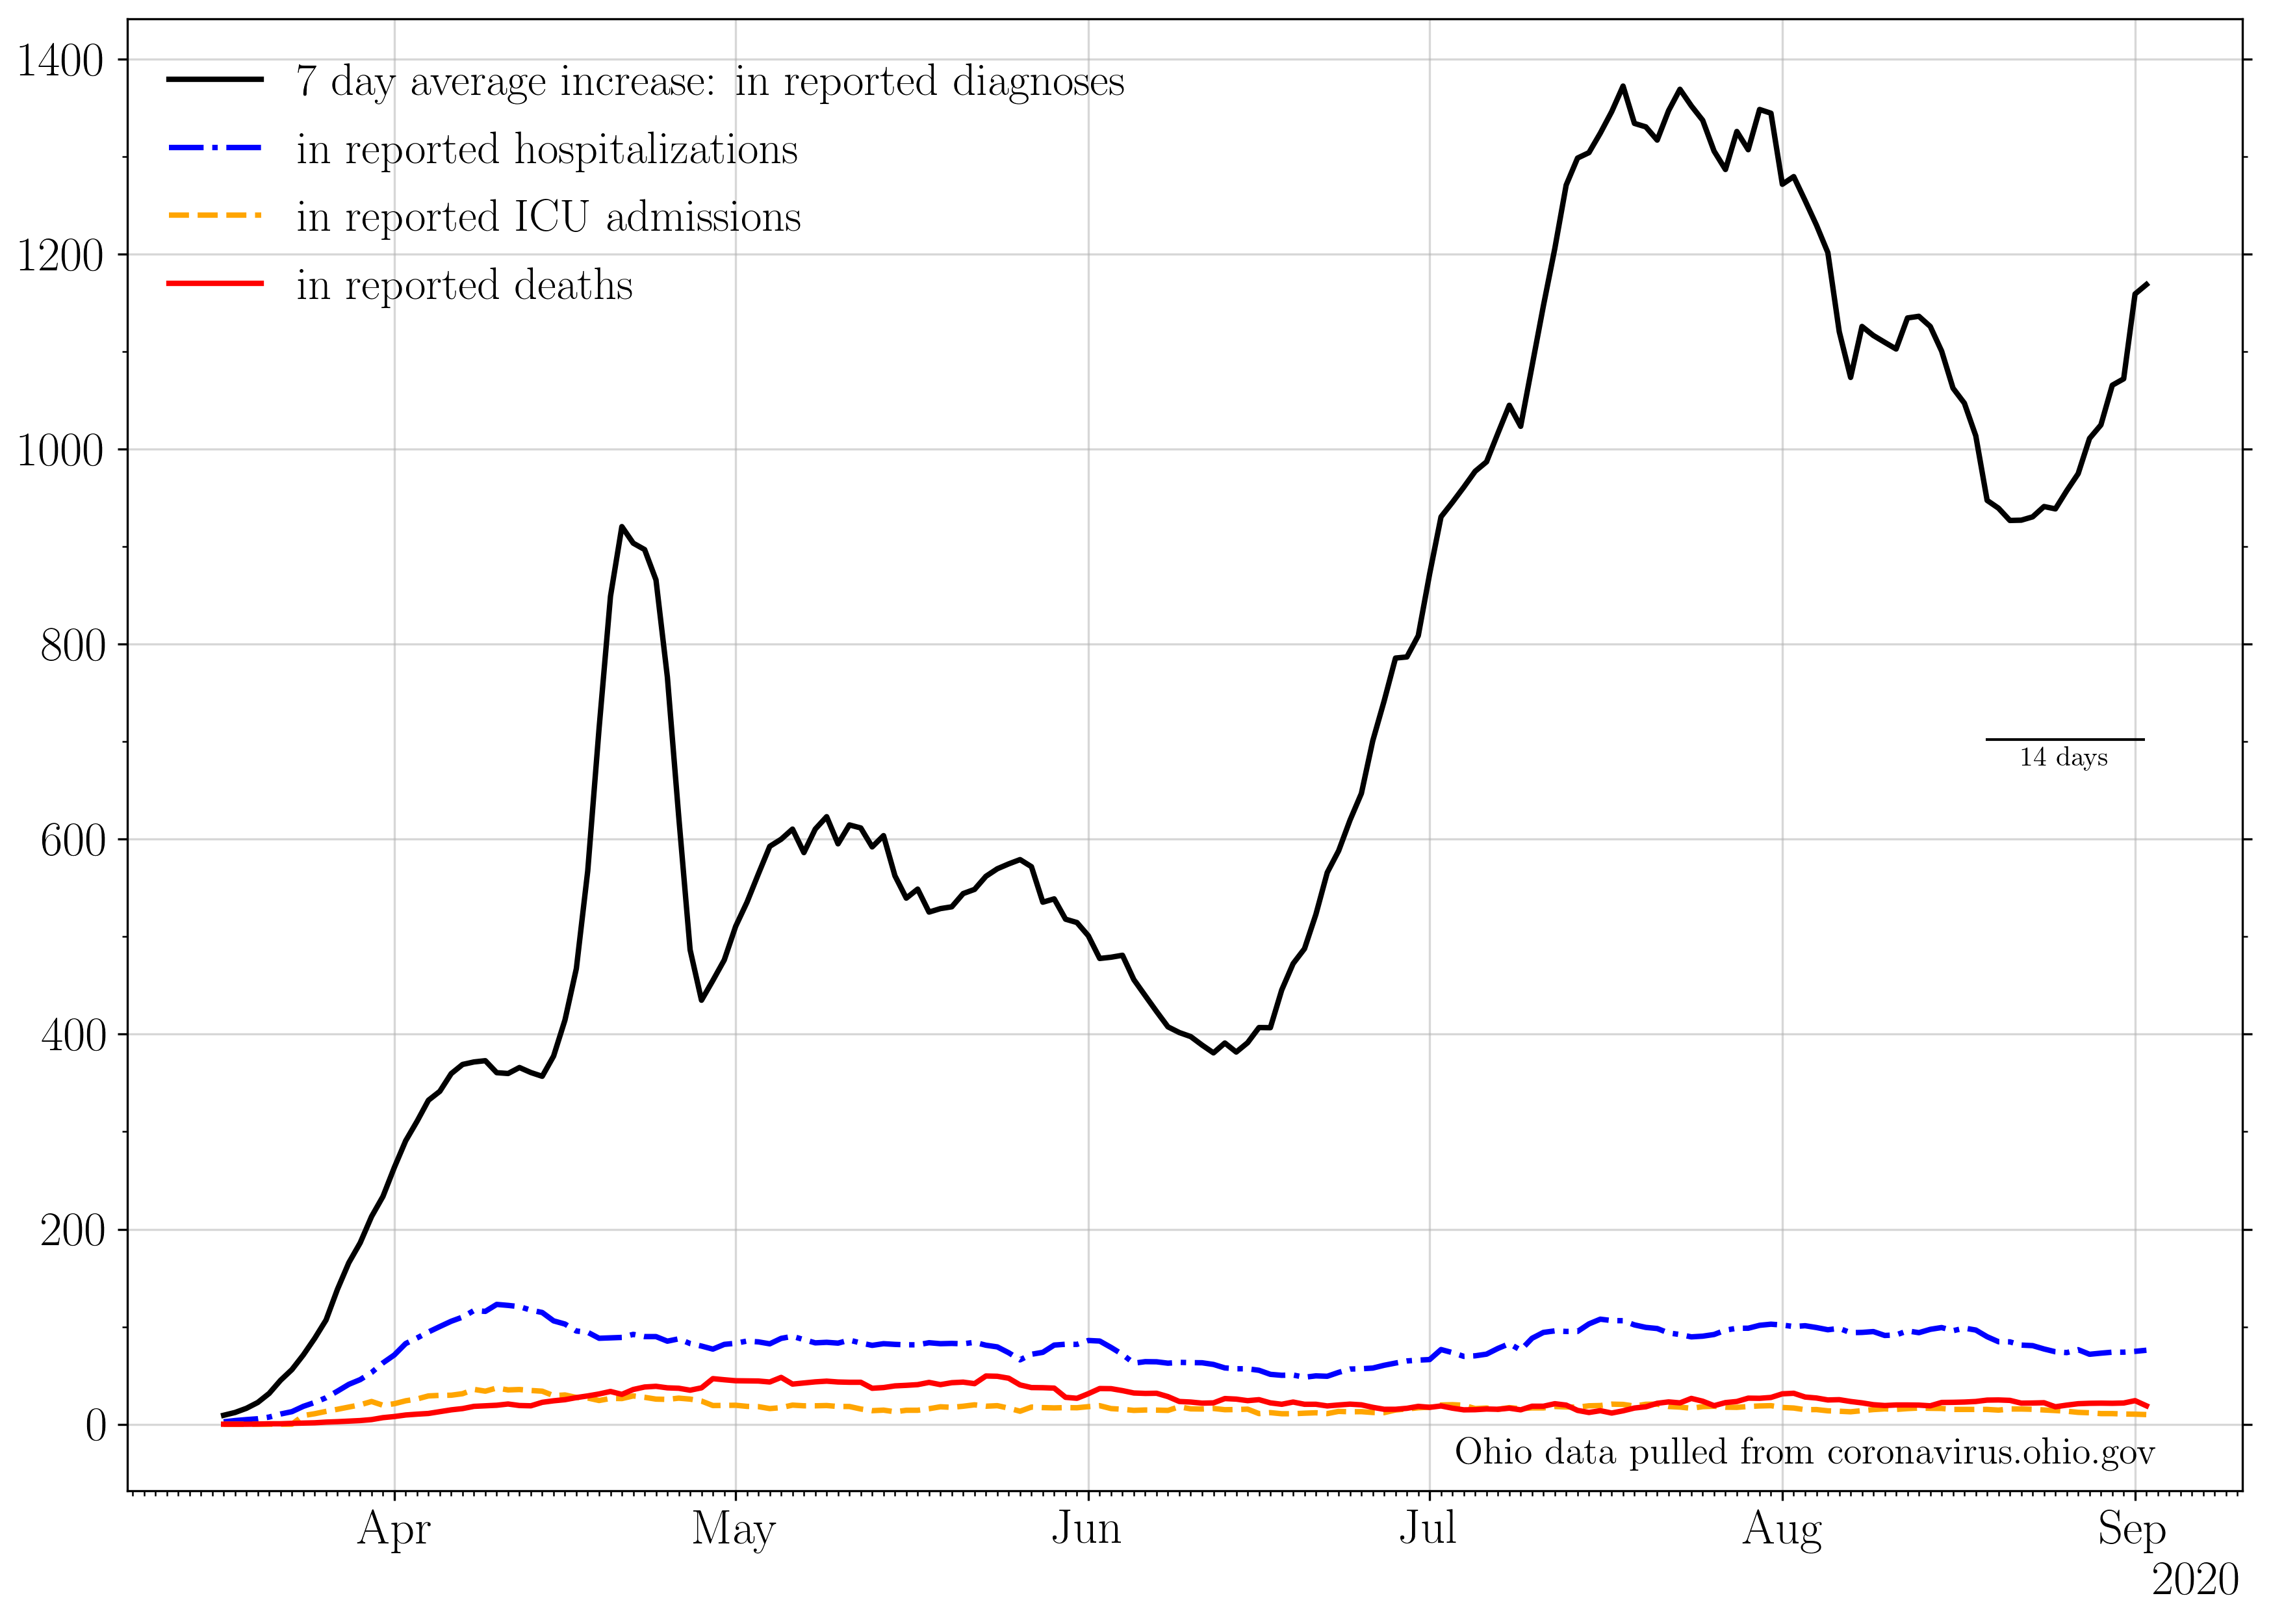 1400
7 day average increase: in reported diagnoses
in reported hospitalizations
in reported ICU admissions
1200
in reported deaths
1000
800
14 days
600
400
200
0
Ohio data pulled from coronavirus.ohio.gov
Apr May Jun Jul Aug Sep
2020